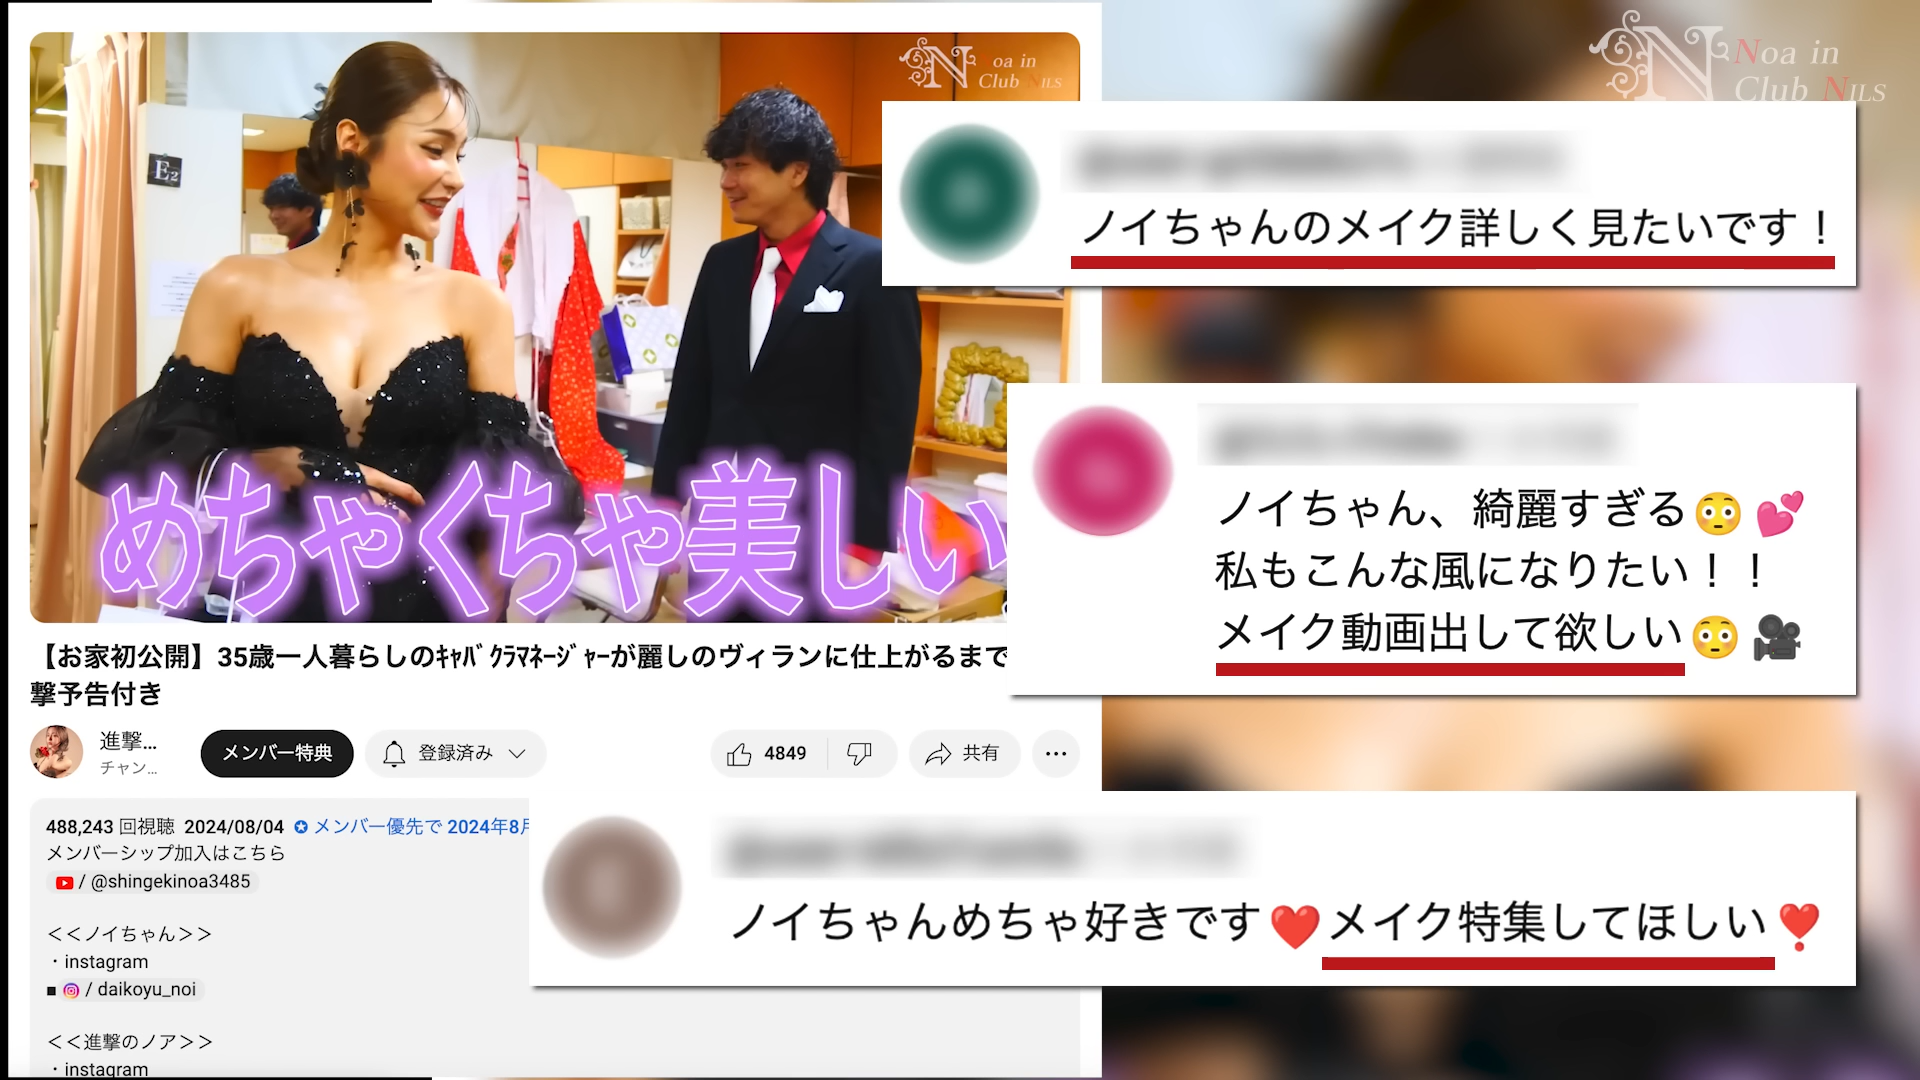 Noa in
Club NILS
oa in
Club NILS
E2
めちゃくちゃ美しい
ノイちゃんのメイク詳しく見たいです！
ノイちゃん、綺麗すぎる😳💕
私もこんな風になりたい！！
メイク動画出して欲しい😳🎥
ノイちゃんめちゃ好きです❤️メイク特集してほしい❣️
【お家初公開】35歳一人暮らしのｷｬﾊﾞｸﾗﾏﾈｰｼﾞｬｰが麗しのヴィランに仕上がるまで
撃予告付き
進撃...
チャン...
メンバー特典
登録済み
4849
共有
488,243 回視聴 2024/08/04 メンバー優先で 2024年8月
メンバーシップ加入はこちら
/ @shingekinoa3485
＜＜ノイちゃん＞＞
・instagram
■ / daikoyu_noi
＜＜進撃のノア＞＞
・instagram